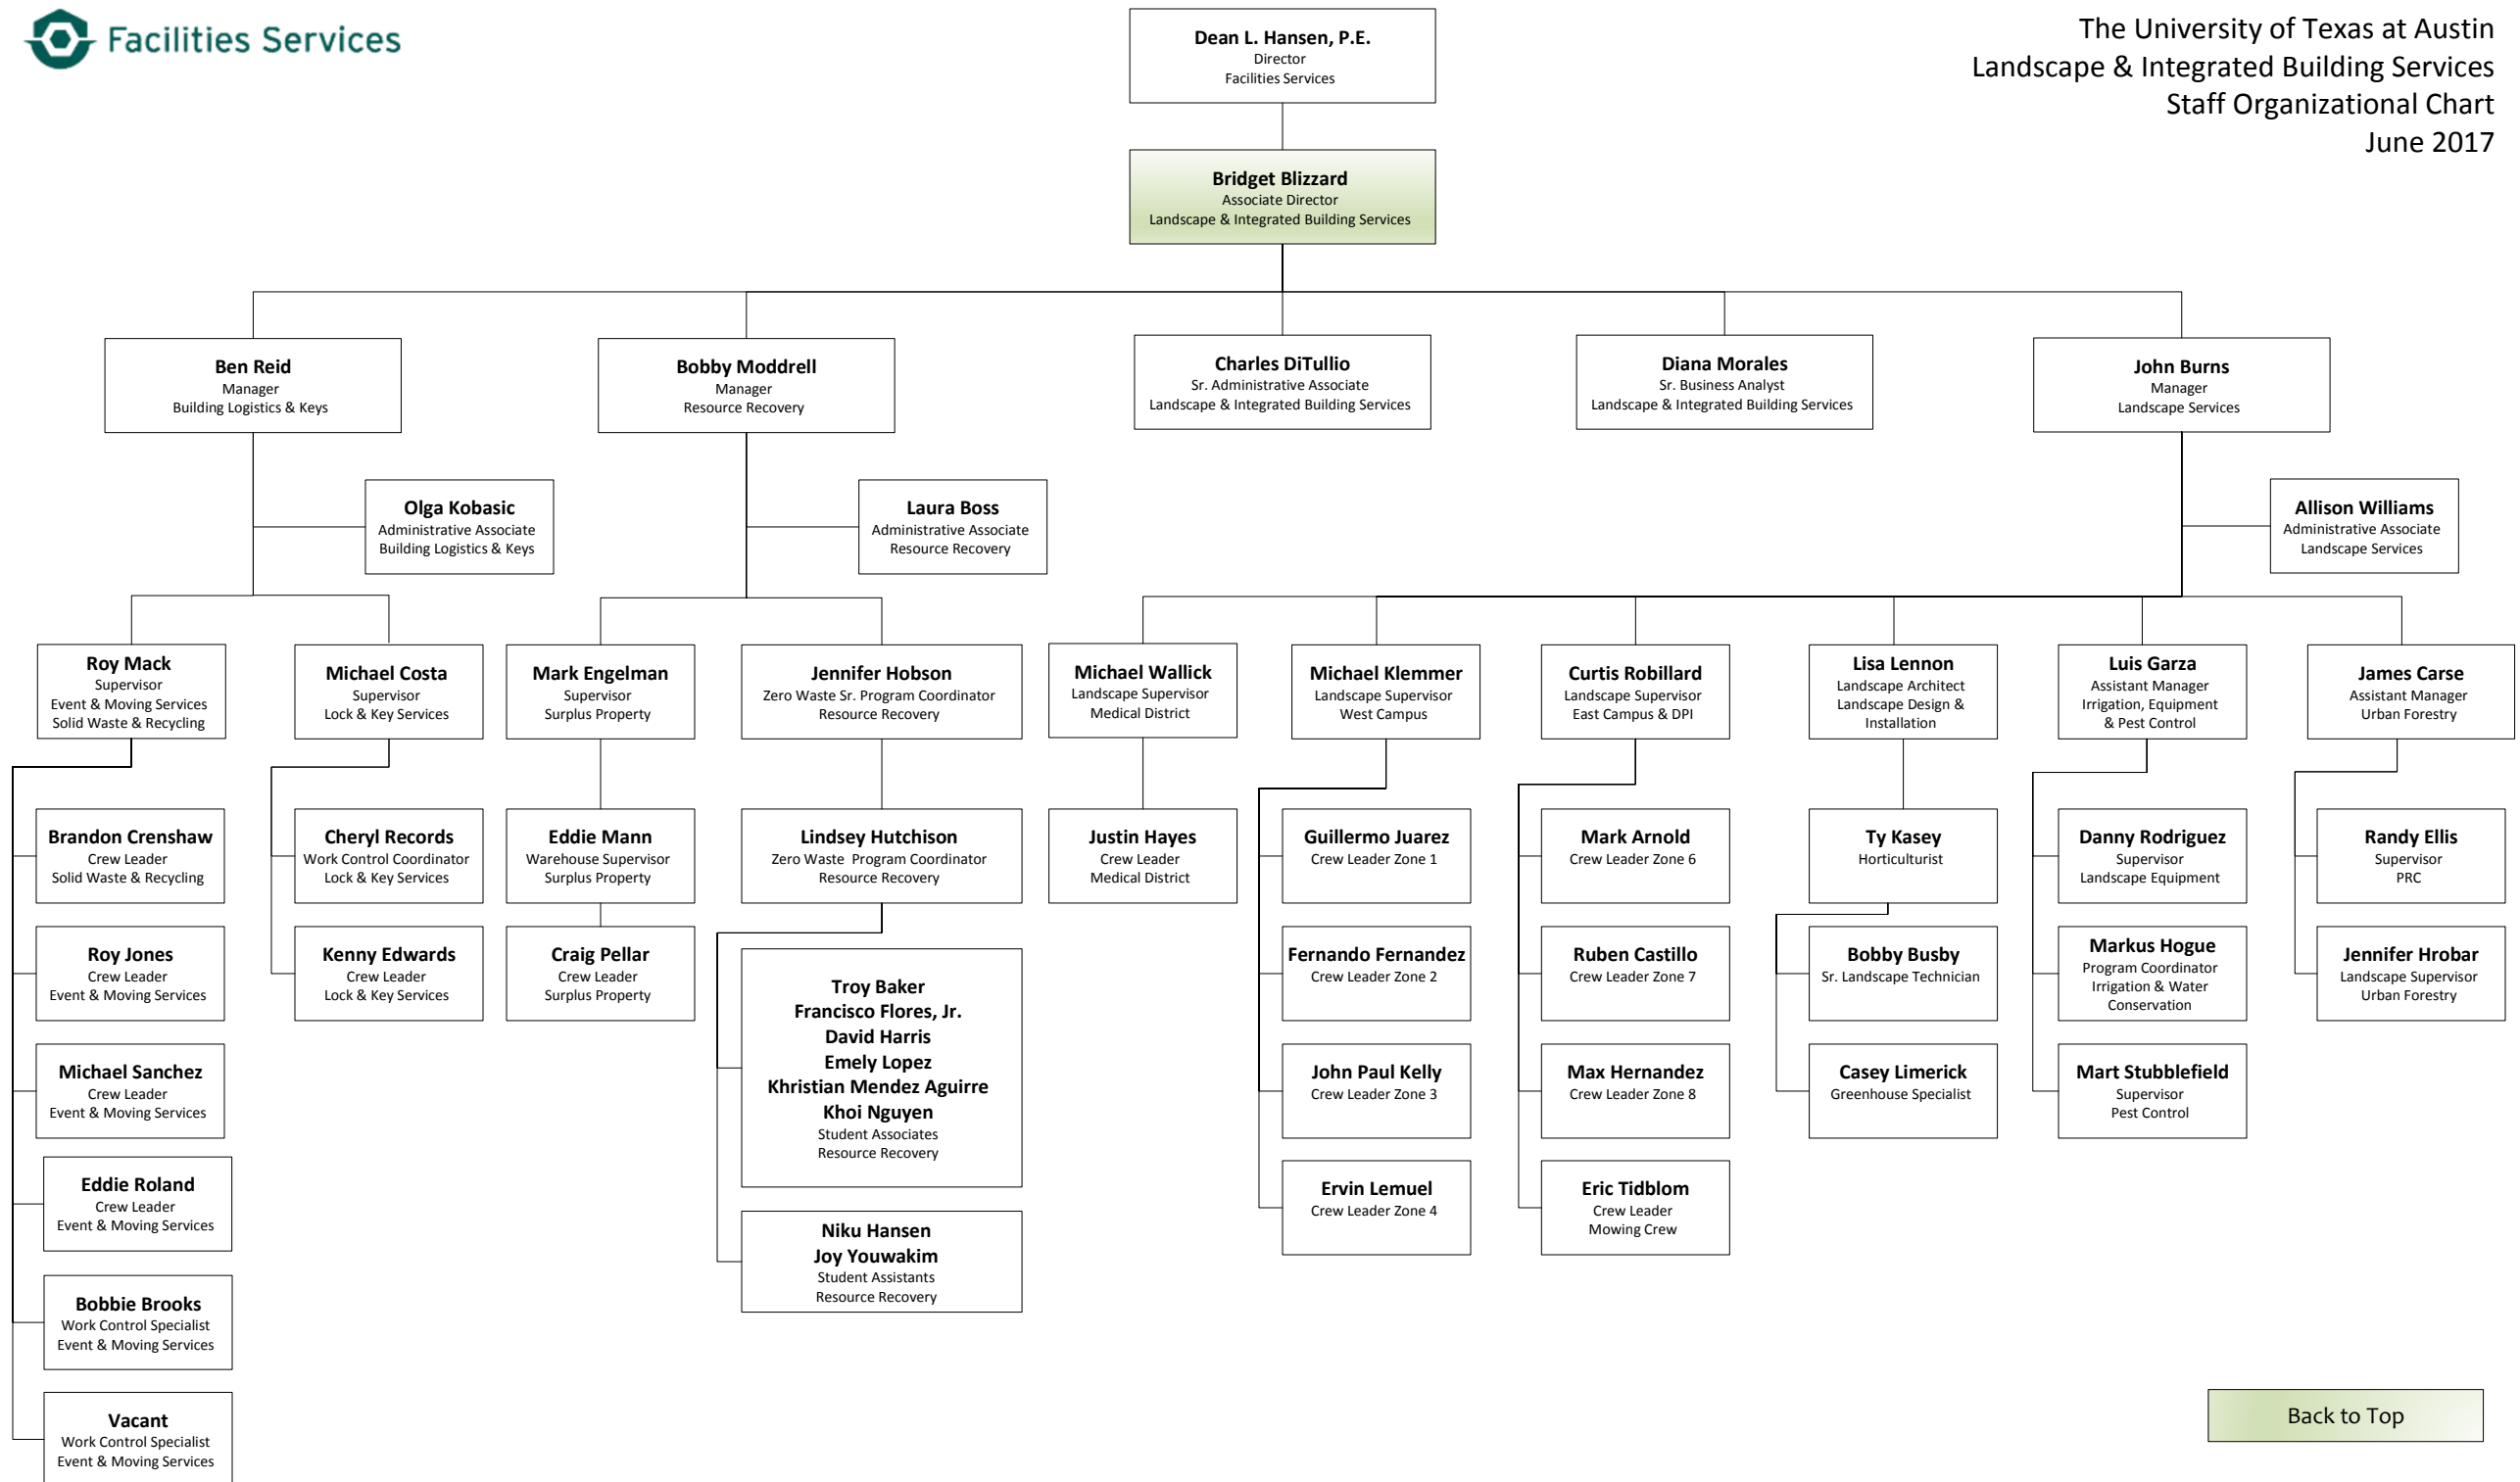 Facilities Services
The University of Texas at Austin
Landscape & Integrated Building Services
Staff Organizational Chart
June 2017
Dean L. Hansen, P.E.
Director
Facilities Services
Bridget Blizzard
Associate Director
Landscape & Integrated Building Services
Ben Reid
Manager
Building Logistics & Keys
Bobby Moddrell
Manager
Resource Recovery
Charles DiTullio
Sr. Administrative Associate
Landscape & Integrated Building Services
Diana Morales
Sr. Business Analyst
Landscape & Integrated Building Services
John Burns
Manager
Landscape Services
Olga Kobasic
Administrative Associate
Building Logistics & Keys
Laura Boss
Administrative Associate
Resource Recovery
Allison Williams
Administrative Associate
Landscape Services
Roy Mack
Supervisor
Event & Moving Services
Solid Waste & Recycling
Michael Costa
Supervisor
Lock & Key Services
Mark Engelman
Supervisor
Surplus Property
Jennifer Hobson
Zero Waste Sr. Program Coordinator
Resource Recovery
Michael Wallick
Landscape Supervisor
Medical District
Michael Klemmer
Landscape Supervisor
West Campus
Curtis Robillard
Landscape Supervisor
East Campus & DPI
Lisa Lennon
Landscape Architect
Landscape Design &
Installation
Luis Garza
Assistant Manager
Irrigation, Equipment
& Pest Control
James Carse
Assistant Manager
Urban Forestry
Brandon Crenshaw
Crew Leader
Solid Waste & Recycling
Cheryl Records
Work Control Coordinator
Lock & Key Services
Eddie Mann
Warehouse Supervisor
Surplus Property
Lindsey Hutchison
Zero Waste  Program Coordinator
Resource Recovery
Justin Hayes
Crew Leader
Medical District
Guillermo Juarez
Crew Leader Zone 1
Mark Arnold
Crew Leader Zone 6
Ty Kasey
Horticulturist
Danny Rodriguez
Supervisor
Landscape Equipment
Randy Ellis
Supervisor
PRC
Roy Jones
Crew Leader
Event & Moving Services
Kenny Edwards
Crew Leader
Lock & Key Services
Craig Pellar
Crew Leader
Surplus Property
Troy Baker
Francisco Flores, Jr.
David Harris
Emely Lopez
Khristian Mendez Aguirre
Khoi Nguyen
Student Associates
Resource Recovery
Fernando Fernandez
Crew Leader Zone 2
Ruben Castillo
Crew Leader Zone 7
Bobby Busby
Sr. Landscape Technician
Markus Hogue
Program Coordinator
Irrigation & Water
Conservation
Jennifer Hrobar
Landscape Supervisor
Urban Forestry
Michael Sanchez
Crew Leader
Event & Moving Services
John Paul Kelly
Crew Leader Zone 3
Max Hernandez
Crew Leader Zone 8
Casey Limerick
Greenhouse Specialist
Mart Stubblefield
Supervisor
Pest Control
Eddie Roland
Crew Leader
Event & Moving Services
Niku Hansen
Joy Youwakim
Student Assistants
Resource Recovery
Ervin Lemuel
Crew Leader Zone 4
Eric Tidblom
Crew Leader
Mowing Crew
Bobbie Brooks
Work Control Specialist
Event & Moving Services
Vacant
Work Control Specialist
Event & Moving Services
Back to Top